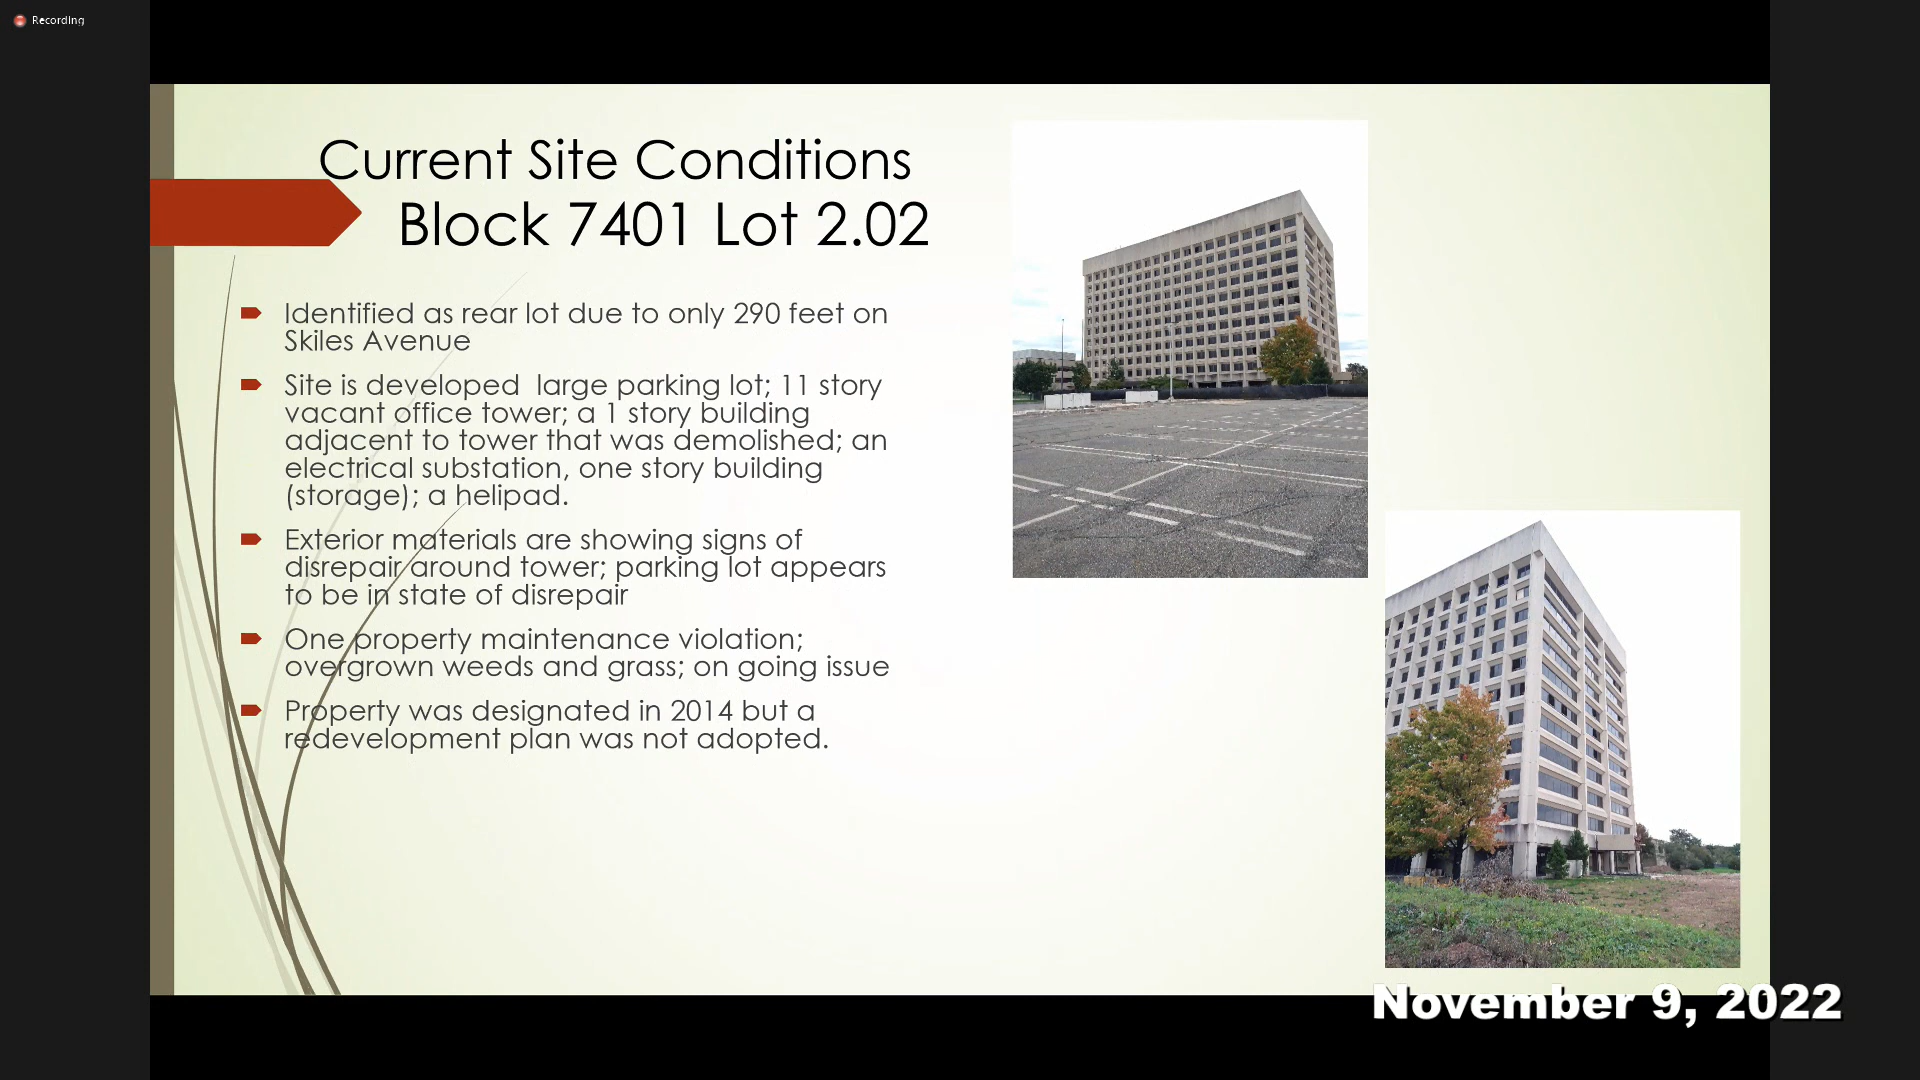 Recording
Current Site Conditions
Block 7401 Lot 2.02
Identified as rear lot due to only 290 feet on
Skiles Avenue
Site is developed  large parking lot; 11 story
vacant office tower; a 1 story building
adjacent to tower that was demolished; an
electrical substation, one story building
(storage); a helipad.
Exterior materials are showing signs of
disrepair around tower; parking lot appears
to be in state of disrepair
One property maintenance violation;
overgrown weeds and grass; on going issue
Property was designated in 2014 but a
redevelopment plan was not adopted.
November 9, 2022